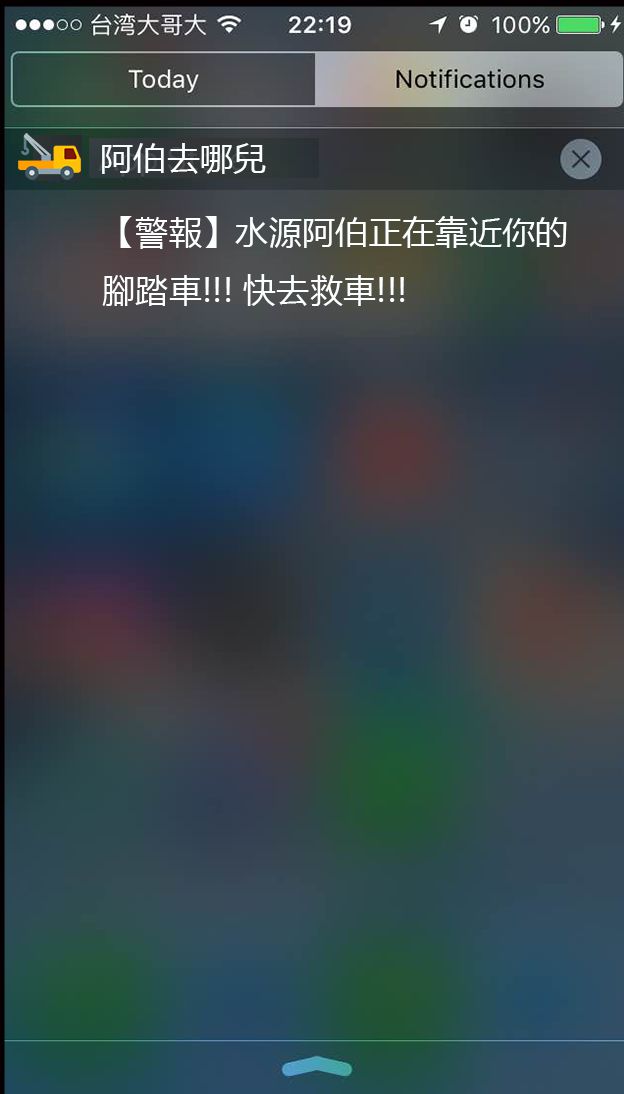 台湾大哥大 22:19 100%
Today Notifications
阿伯去哪兒
【警報】水源阿伯正在靠近你的
腳踏車!!! 快去救車!!!